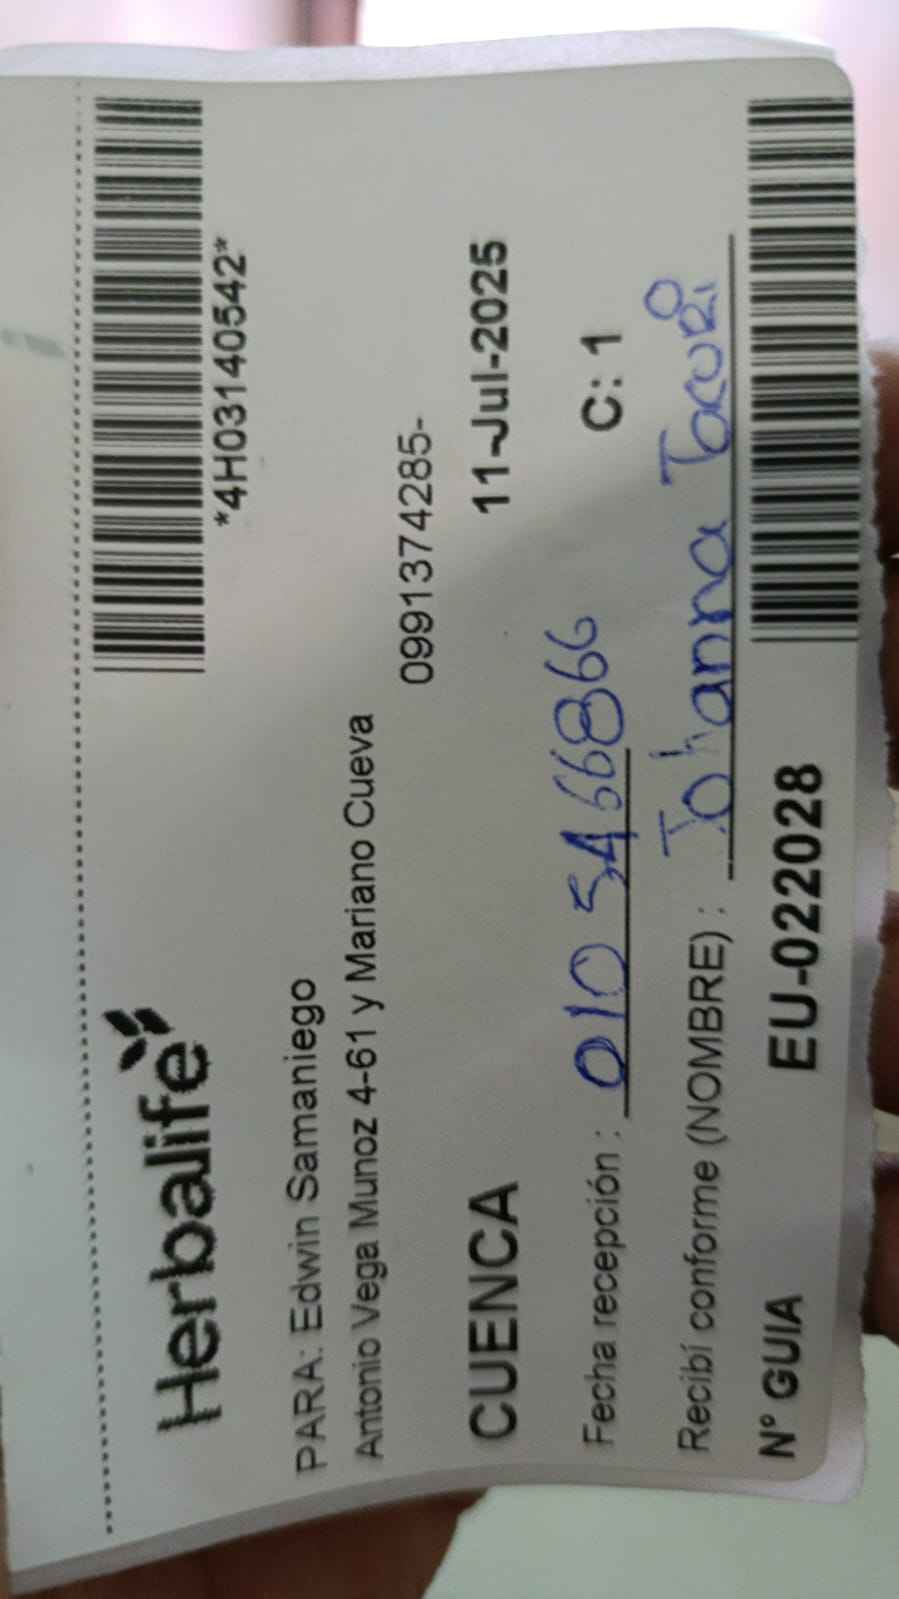 *4H03140542*
Herbalife
PARA: Edwin Samaniego
Antonio Vega Munoz 4-61 y Mariano Cueva
0991374285-
CUENCA 11-Jul-2025
Fecha recepción : 0105466866 C: 1
Recibí conforme (NOMBRE) : Johanna Tacuri
Nº GUIA EU-022028